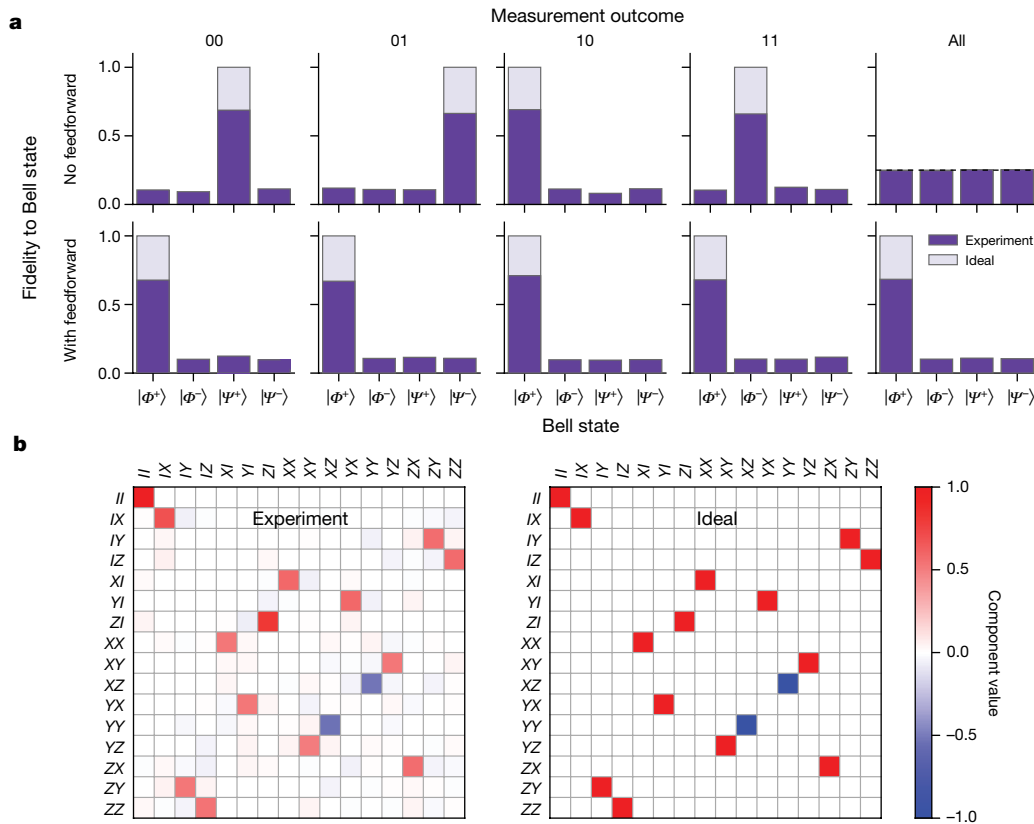 a
Measurement outcome
00 01 10 11 All
Fidelity to Bell state
No feedforward
1.0
0.5
0.0
With feedforward
1.0
0.5
0.0
Experiment
Ideal
|Φ⁺⟩ |Φ⁻⟩ |Ψ⁺⟩ |Ψ⁻⟩ |Φ⁺⟩ |Φ⁻⟩ |Ψ⁺⟩ |Ψ⁻⟩ |Φ⁺⟩ |Φ⁻⟩ |Ψ⁺⟩ |Ψ⁻⟩ |Φ⁺⟩ |Φ⁻⟩ |Ψ⁺⟩ |Ψ⁻⟩ |Φ⁺⟩ |Φ⁻⟩ |Ψ⁺⟩ |Ψ⁻⟩
Bell state
b
II IX IY IZ XI YI ZI XX XY XZ YX YY YZ ZX ZY ZZ
II
IX
IY
IZ
XI
YI
ZI
XX
XY
XZ
YX
YY
YZ
ZX
ZY
ZZ
Experiment
II IX IY IZ XI YI ZI XX XY XZ YX YY YZ ZX ZY ZZ
II
IX
IY
IZ
XI
YI
ZI
XX
XY
XZ
YX
YY
YZ
ZX
ZY
ZZ
Ideal
1.0
0.5
0.0
−0.5
−1.0
Component value